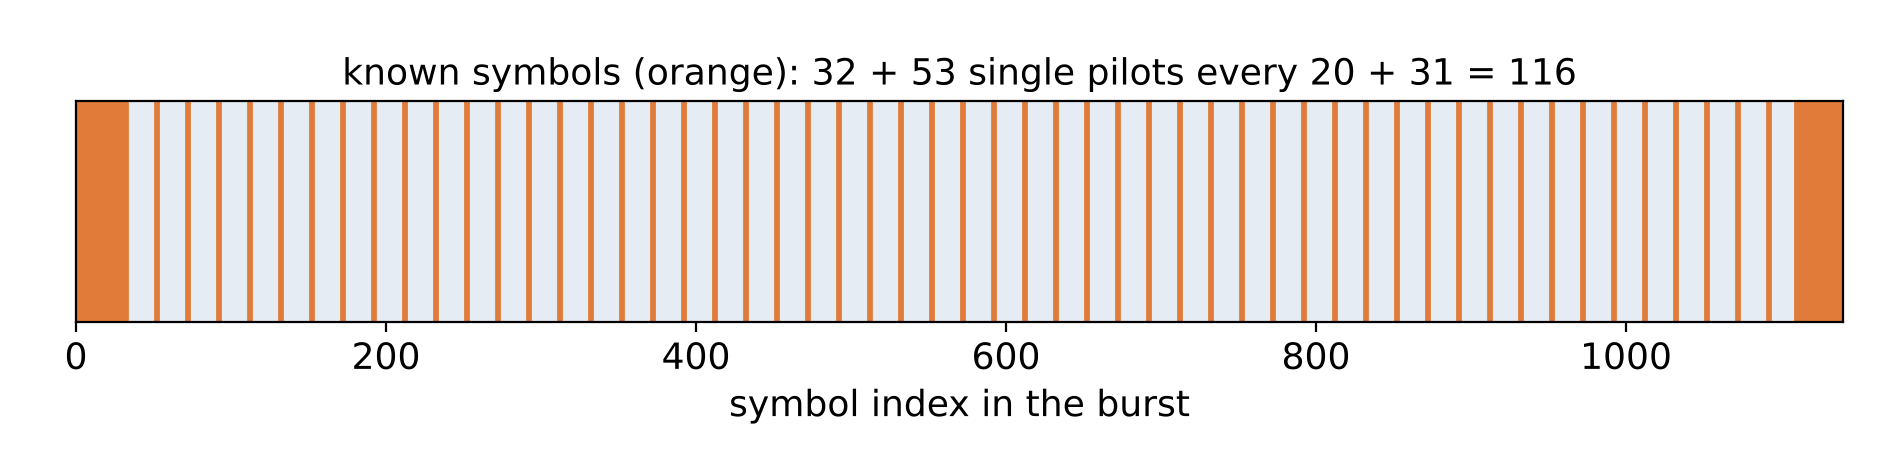 known symbols (orange): 32 + 53 single pilots every 20 + 31 = 116
0 200 400 600 800 1000
symbol index in the burst